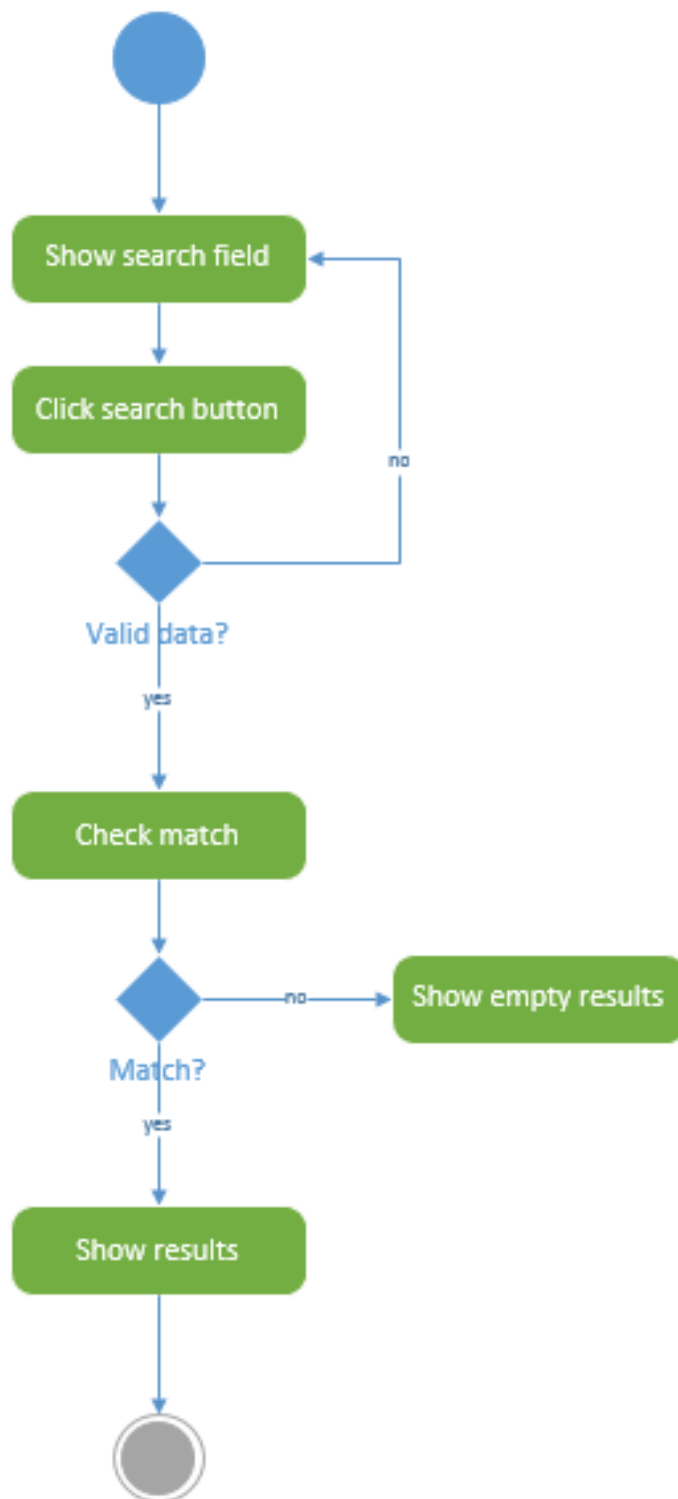 Show search field
Click search button
no
Valid data?
yes
Check match
no
Show empty results
Match?
yes
Show results